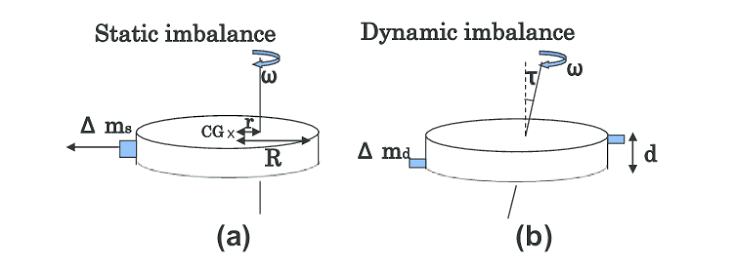 Static imbalance
ω
Δ ms
CG x
r
R
(a)
Dynamic imbalance
τ
ω
Δ md
d
(b)